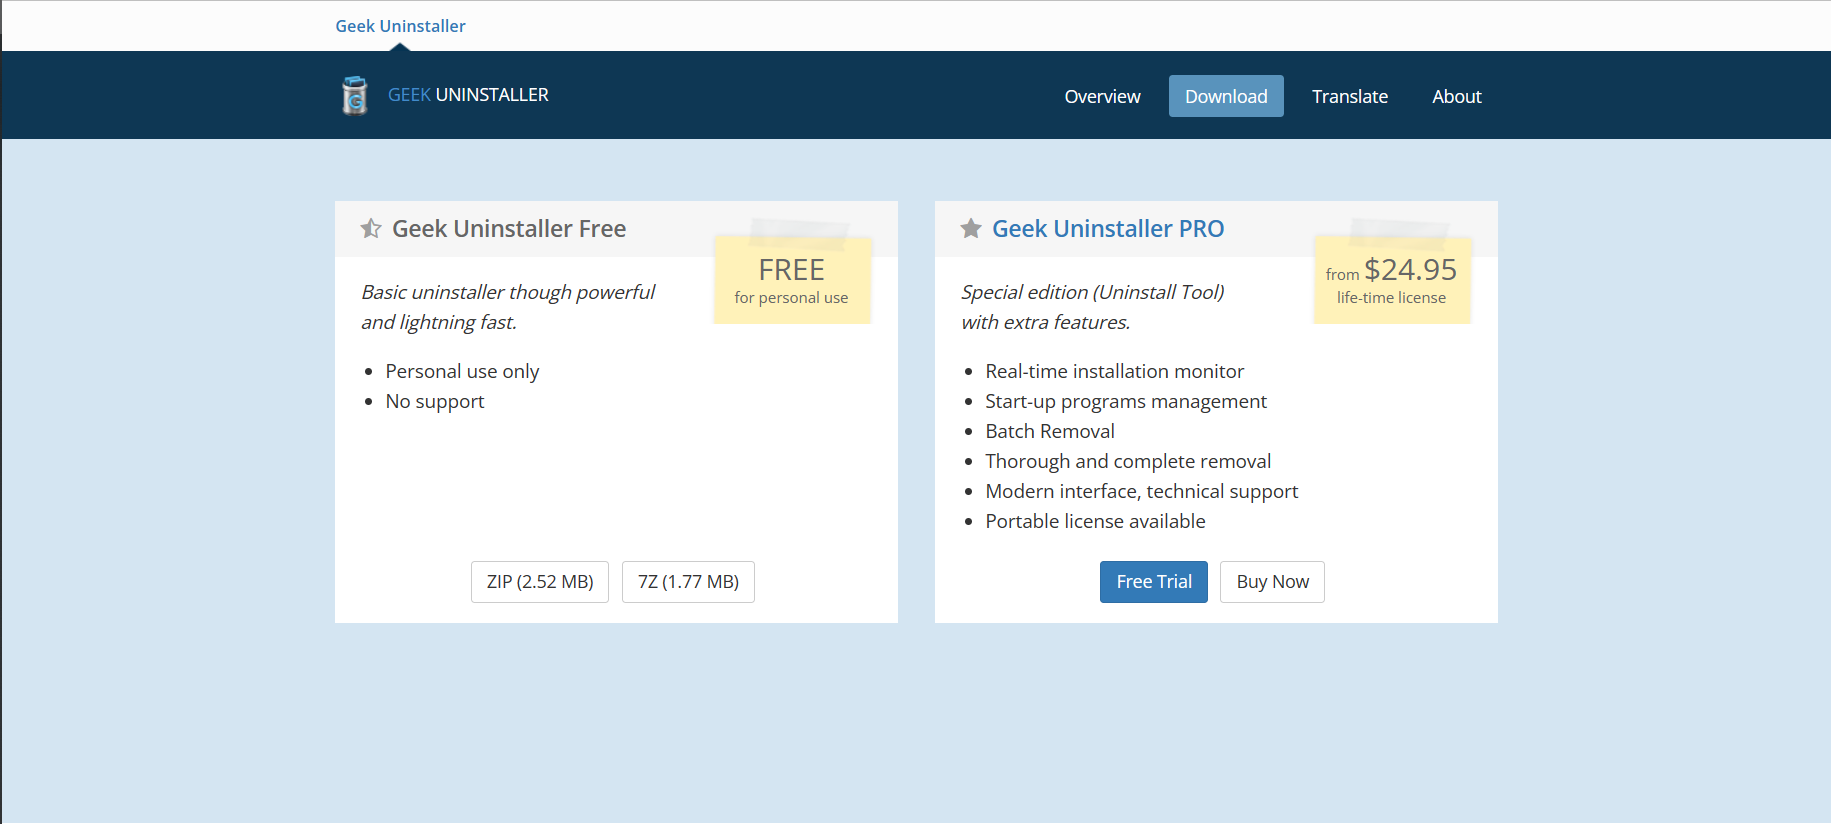 Geek Uninstaller
GEEK UNINSTALLER
Overview
Download
Translate
About
Geek Uninstaller Free
FREE
for personal use
Basic uninstaller though powerful
and lightning fast.
Personal use only
No support
ZIP (2.52 MB)
7Z (1.77 MB)
Geek Uninstaller PRO
from $24.95
life-time license
Special edition (Uninstall Tool)
with extra features.
Real-time installation monitor
Start-up programs management
Batch Removal
Thorough and complete removal
Modern interface, technical support
Portable license available
Free Trial
Buy Now